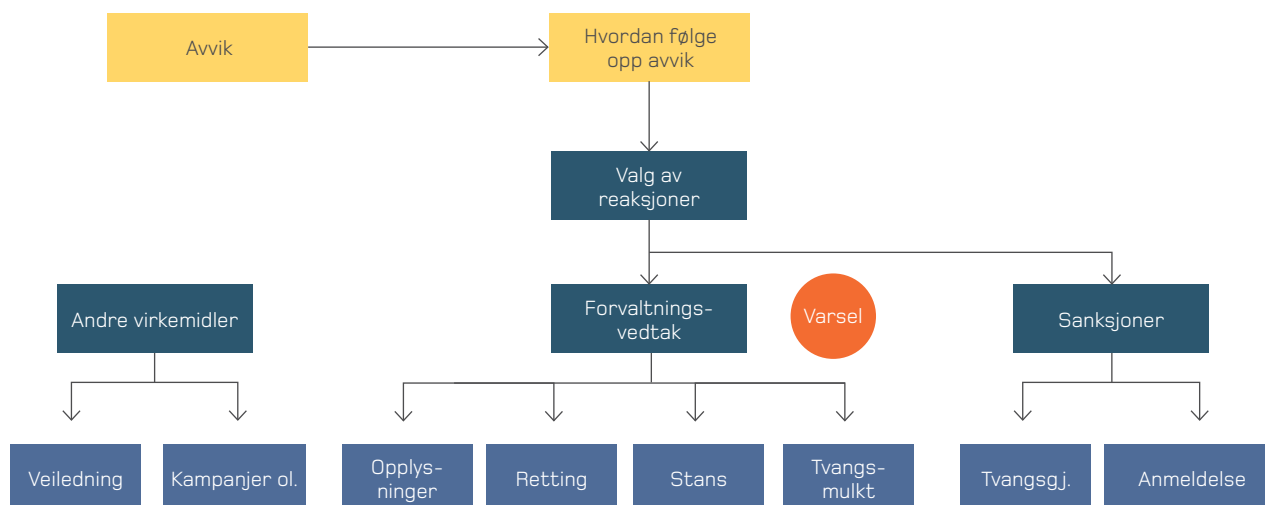 Avvik
Hvordan følge
opp avvik
Valg av
reaksjoner
Andre virkemidler
Forvaltnings-
vedtak
Varsel
Sanksjoner
Veiledning
Kampanjer ol.
Opplys-
ninger
Retting
Stans
Tvangs-
mulkt
Tvangsgj.
Anmeldelse